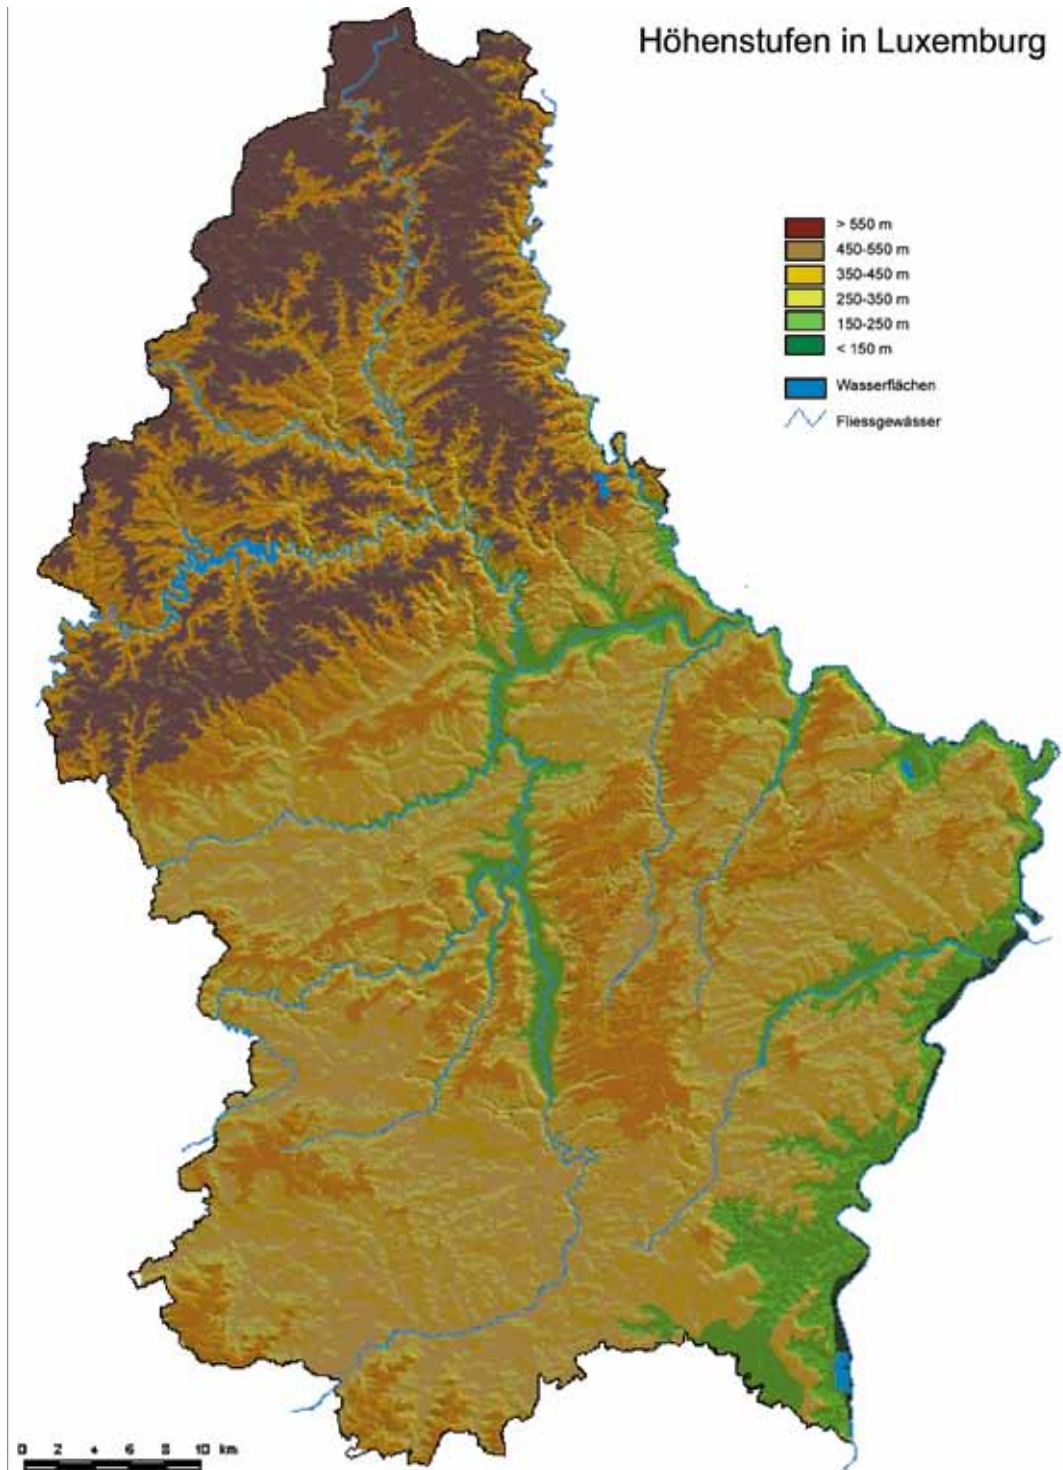 Höhenstufen in Luxemburg
> 550 m
450-550 m
350-450 m
250-350 m
150-250 m
< 150 m
Wasserflächen
Fliessgewässer
0 2 4 6 8 10 km